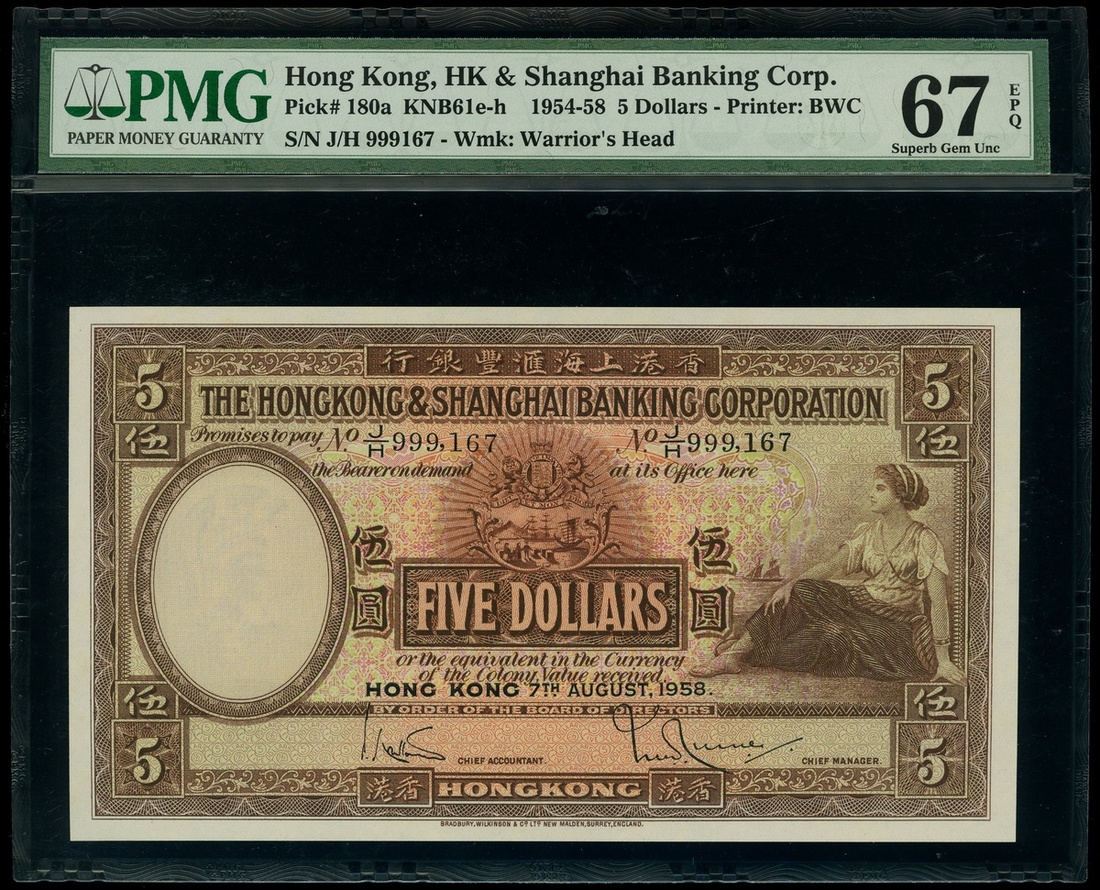 PMG
PAPER MONEY GUARANTY
Hong Kong, HK & Shanghai Banking Corp.
Pick# 180a KNB61e-h 1954-58 5 Dollars - Printer: BWC
S/N J/H 999167 - Wmk: Warrior's Head
67
EPQ
Superb Gem Unc
5 行銀豐滙海上港香 5
THE HONGKONG & SHANGHAI BANKING CORPORATION
伍 伍
Promises to pay No J/H 999,167 No J/H 999,167
the Bearer on demand at its Office here
伍圓 伍圓
FIVE DOLLARS
or the equivalent in the Currency
of the Colony, Value received.
HONG KONG 7TH AUGUST, 1958.
伍 伍
BY ORDER OF THE BOARD OF DIRECTORS
5 5
CHIEF ACCOUNTANT. CHIEF MANAGER.
港香 HONGKONG 港香
BRADBURY, WILKINSON & Co LTD NEW MALDEN, SURREY, ENGLAND.